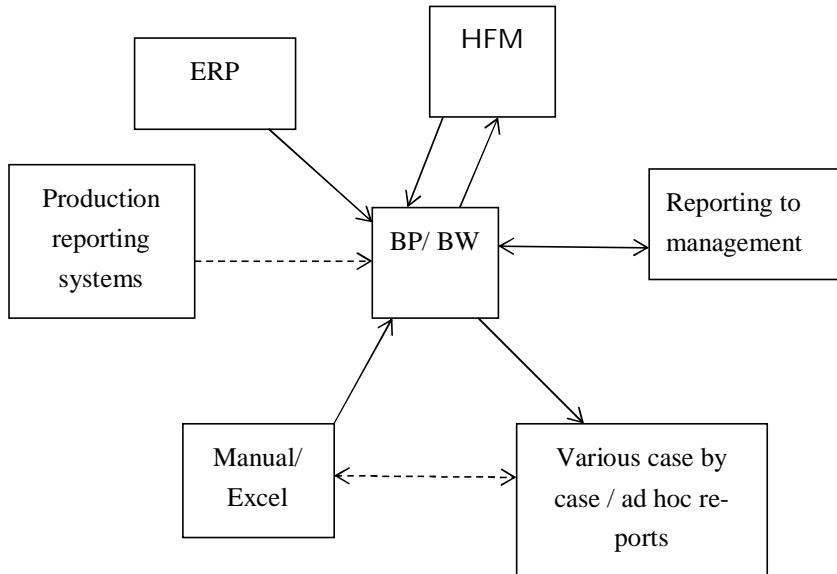 HFM
ERP
Production
reporting
systems
BP/ BW
Reporting to
management
Manual/
Excel
Various case by
case / ad hoc re-
ports